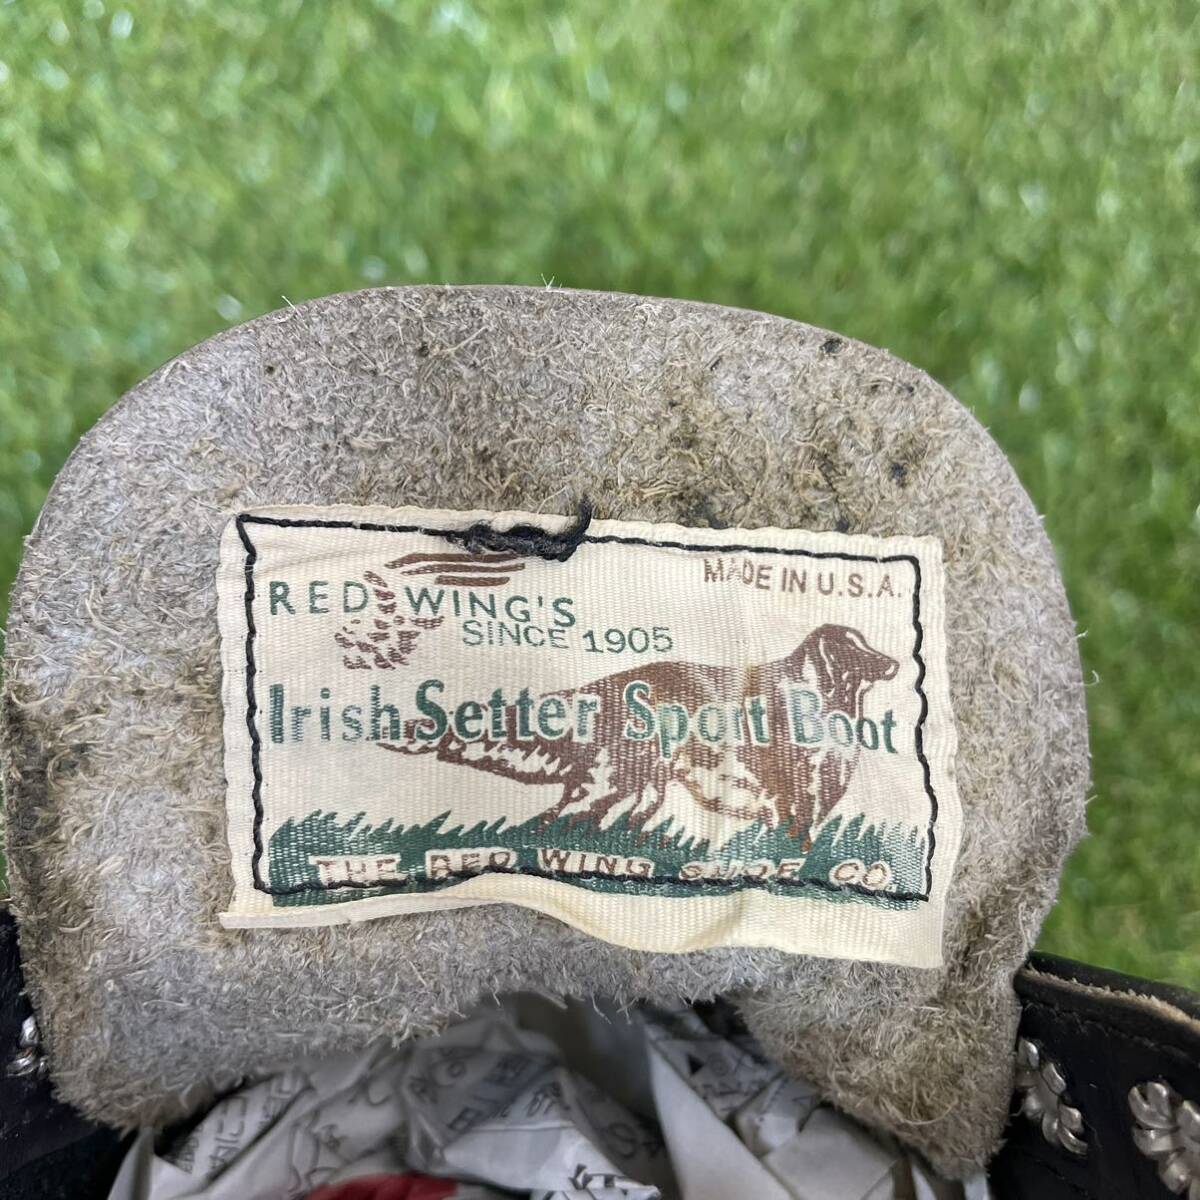 MADE IN U.S.A.
RED WING'S
SINCE 1905
Irish Setter Sport Boot
THE RED WING SHOE CO.